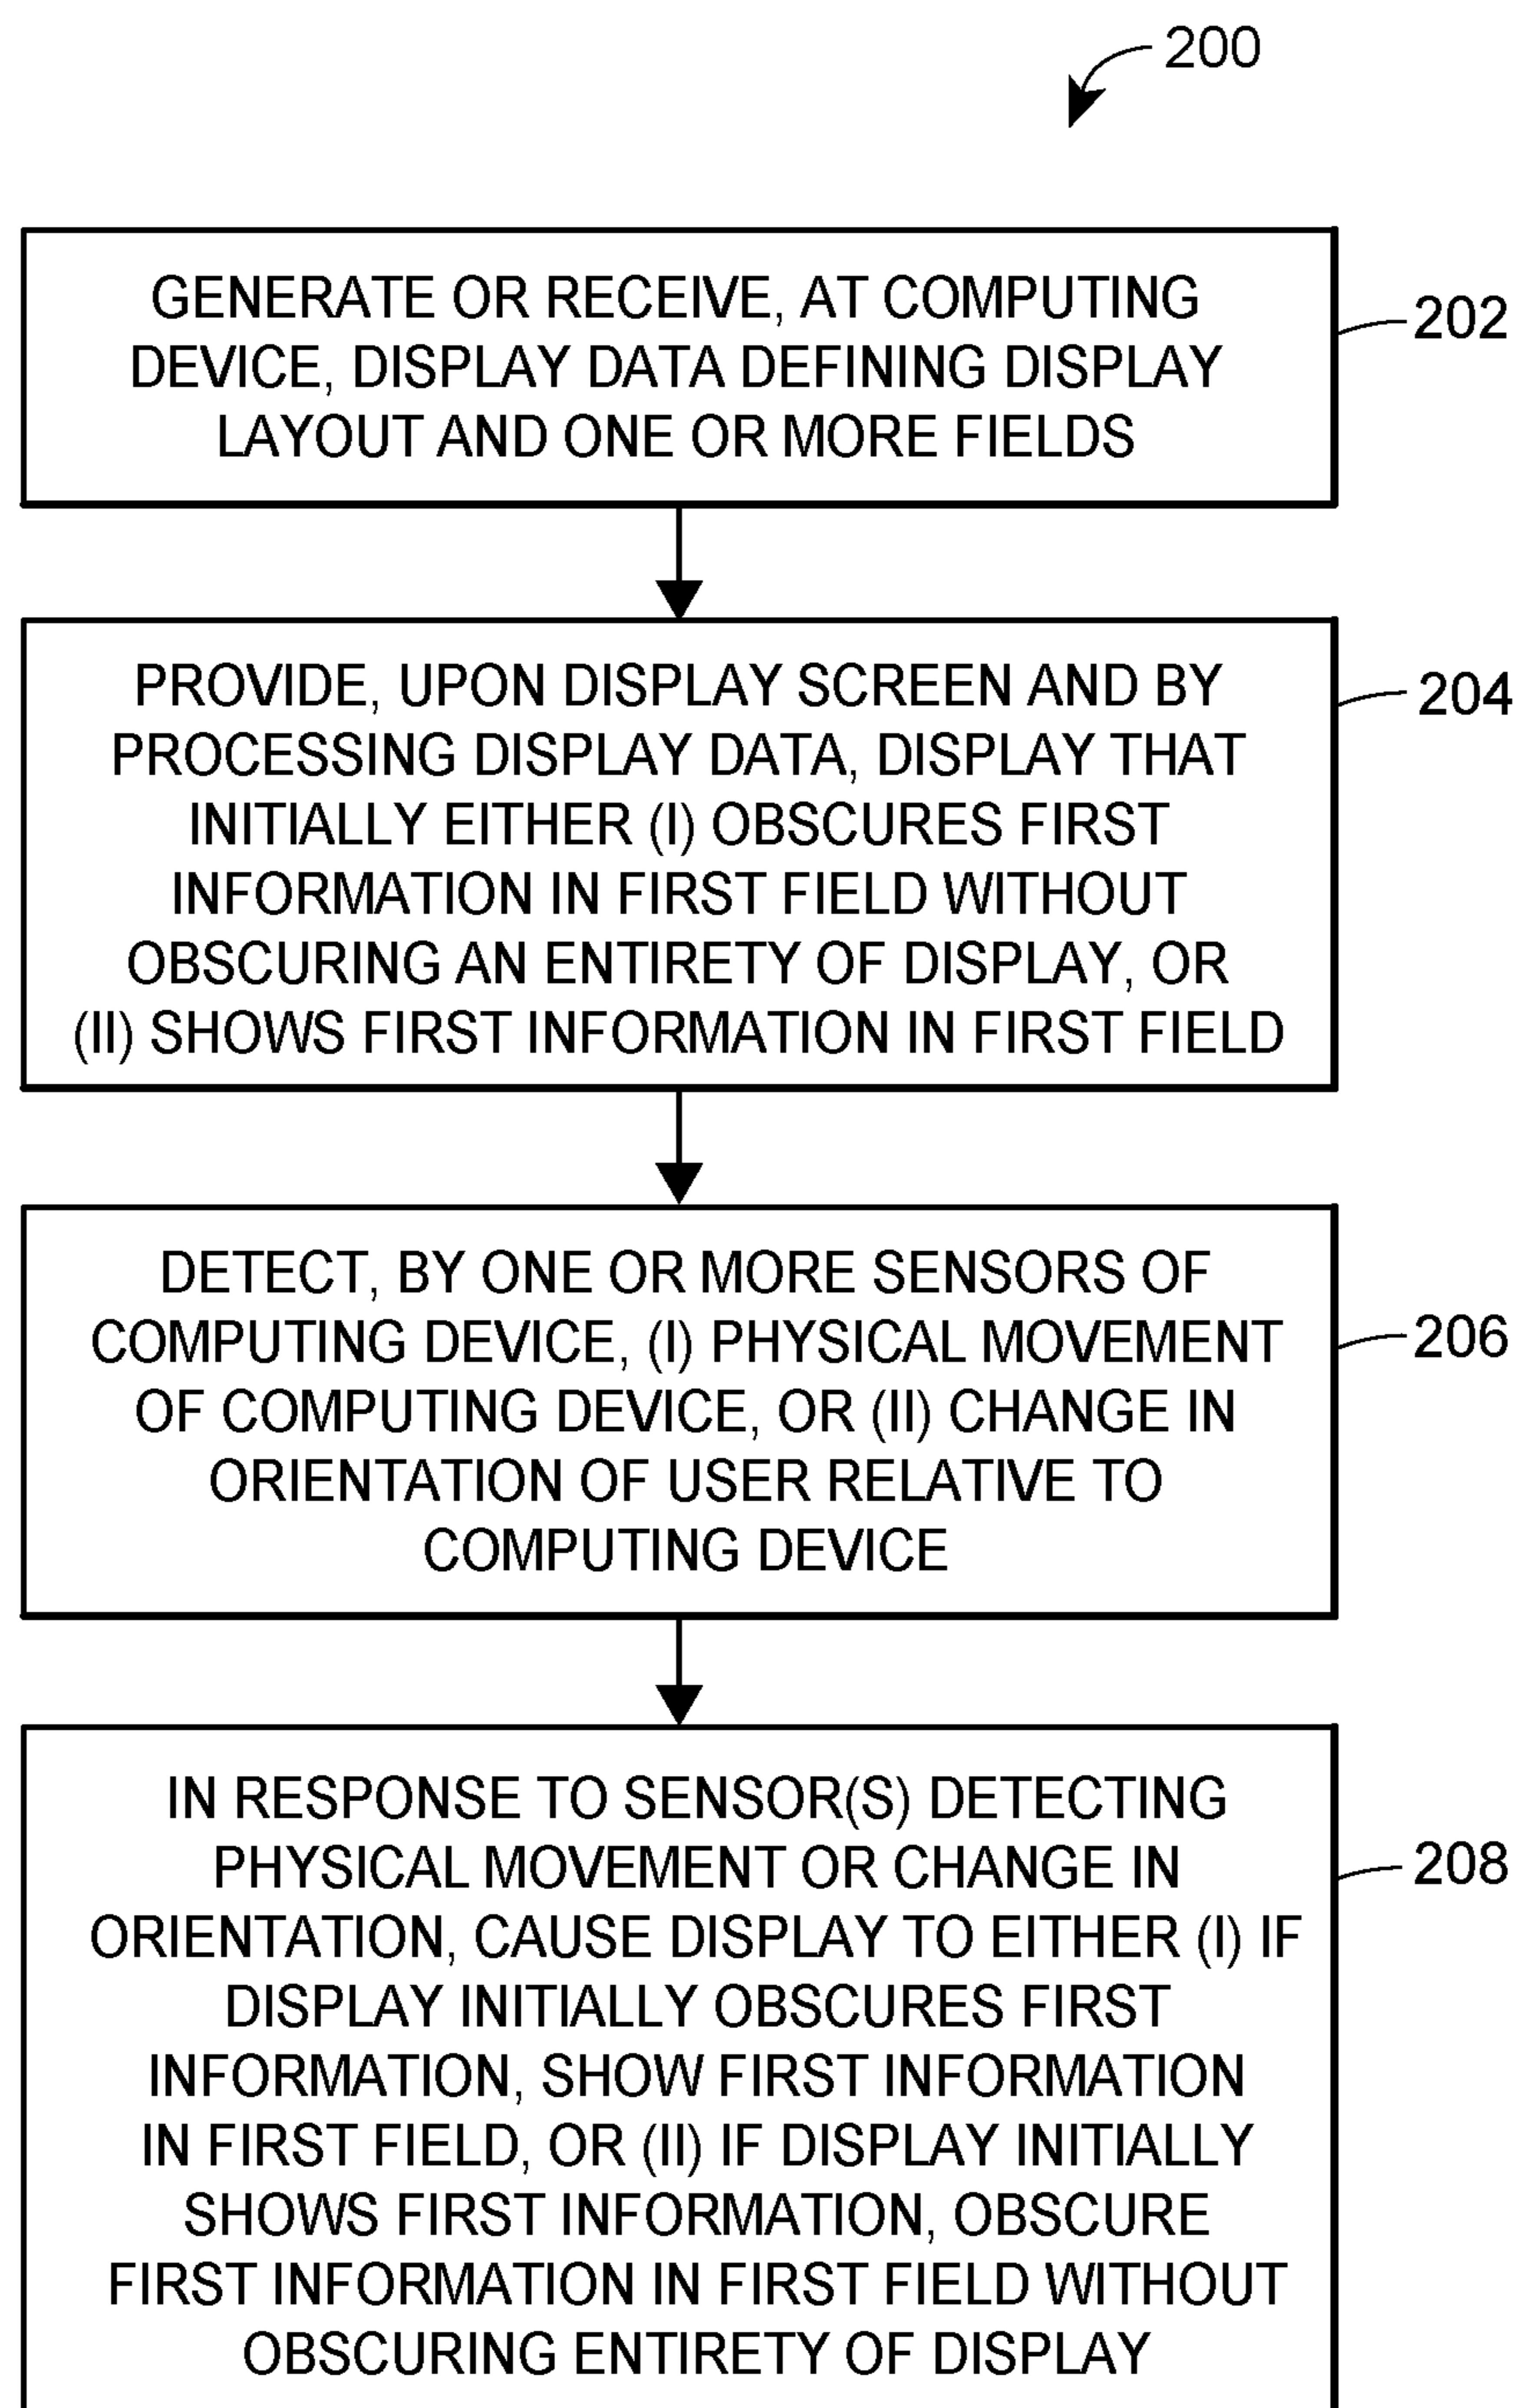 200
GENERATE OR RECEIVE, AT COMPUTING
DEVICE, DISPLAY DATA DEFINING DISPLAY
LAYOUT AND ONE OR MORE FIELDS
202
PROVIDE, UPON DISPLAY SCREEN AND BY
PROCESSING DISPLAY DATA, DISPLAY THAT
INITIALLY EITHER (I) OBSCURES FIRST
INFORMATION IN FIRST FIELD WITHOUT
OBSCURING AN ENTIRETY OF DISPLAY, OR
(II) SHOWS FIRST INFORMATION IN FIRST FIELD
204
DETECT, BY ONE OR MORE SENSORS OF
COMPUTING DEVICE, (I) PHYSICAL MOVEMENT
OF COMPUTING DEVICE, OR (II) CHANGE IN
ORIENTATION OF USER RELATIVE TO
COMPUTING DEVICE
206
IN RESPONSE TO SENSOR(S) DETECTING
PHYSICAL MOVEMENT OR CHANGE IN
ORIENTATION, CAUSE DISPLAY TO EITHER (I) IF
DISPLAY INITIALLY OBSCURES FIRST
INFORMATION, SHOW FIRST INFORMATION
IN FIRST FIELD, OR (II) IF DISPLAY INITIALLY
SHOWS FIRST INFORMATION, OBSCURE
FIRST INFORMATION IN FIRST FIELD WITHOUT
OBSCURING ENTIRETY OF DISPLAY
208